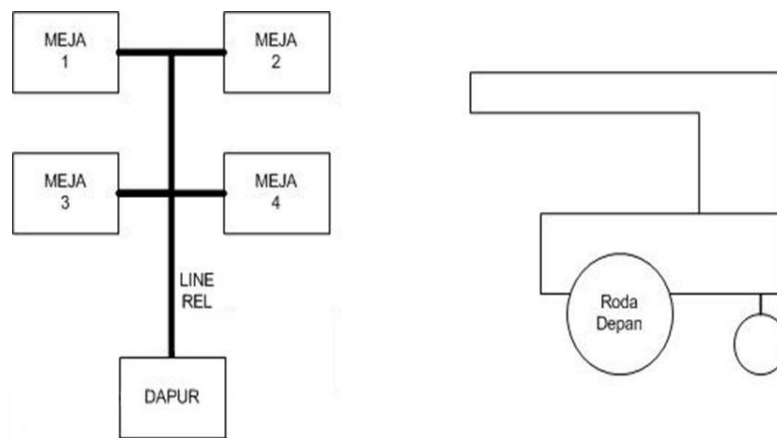 MEJA
1
MEJA
2
MEJA
3
MEJA
4
LINE
REL
DAPUR
Roda
Depan